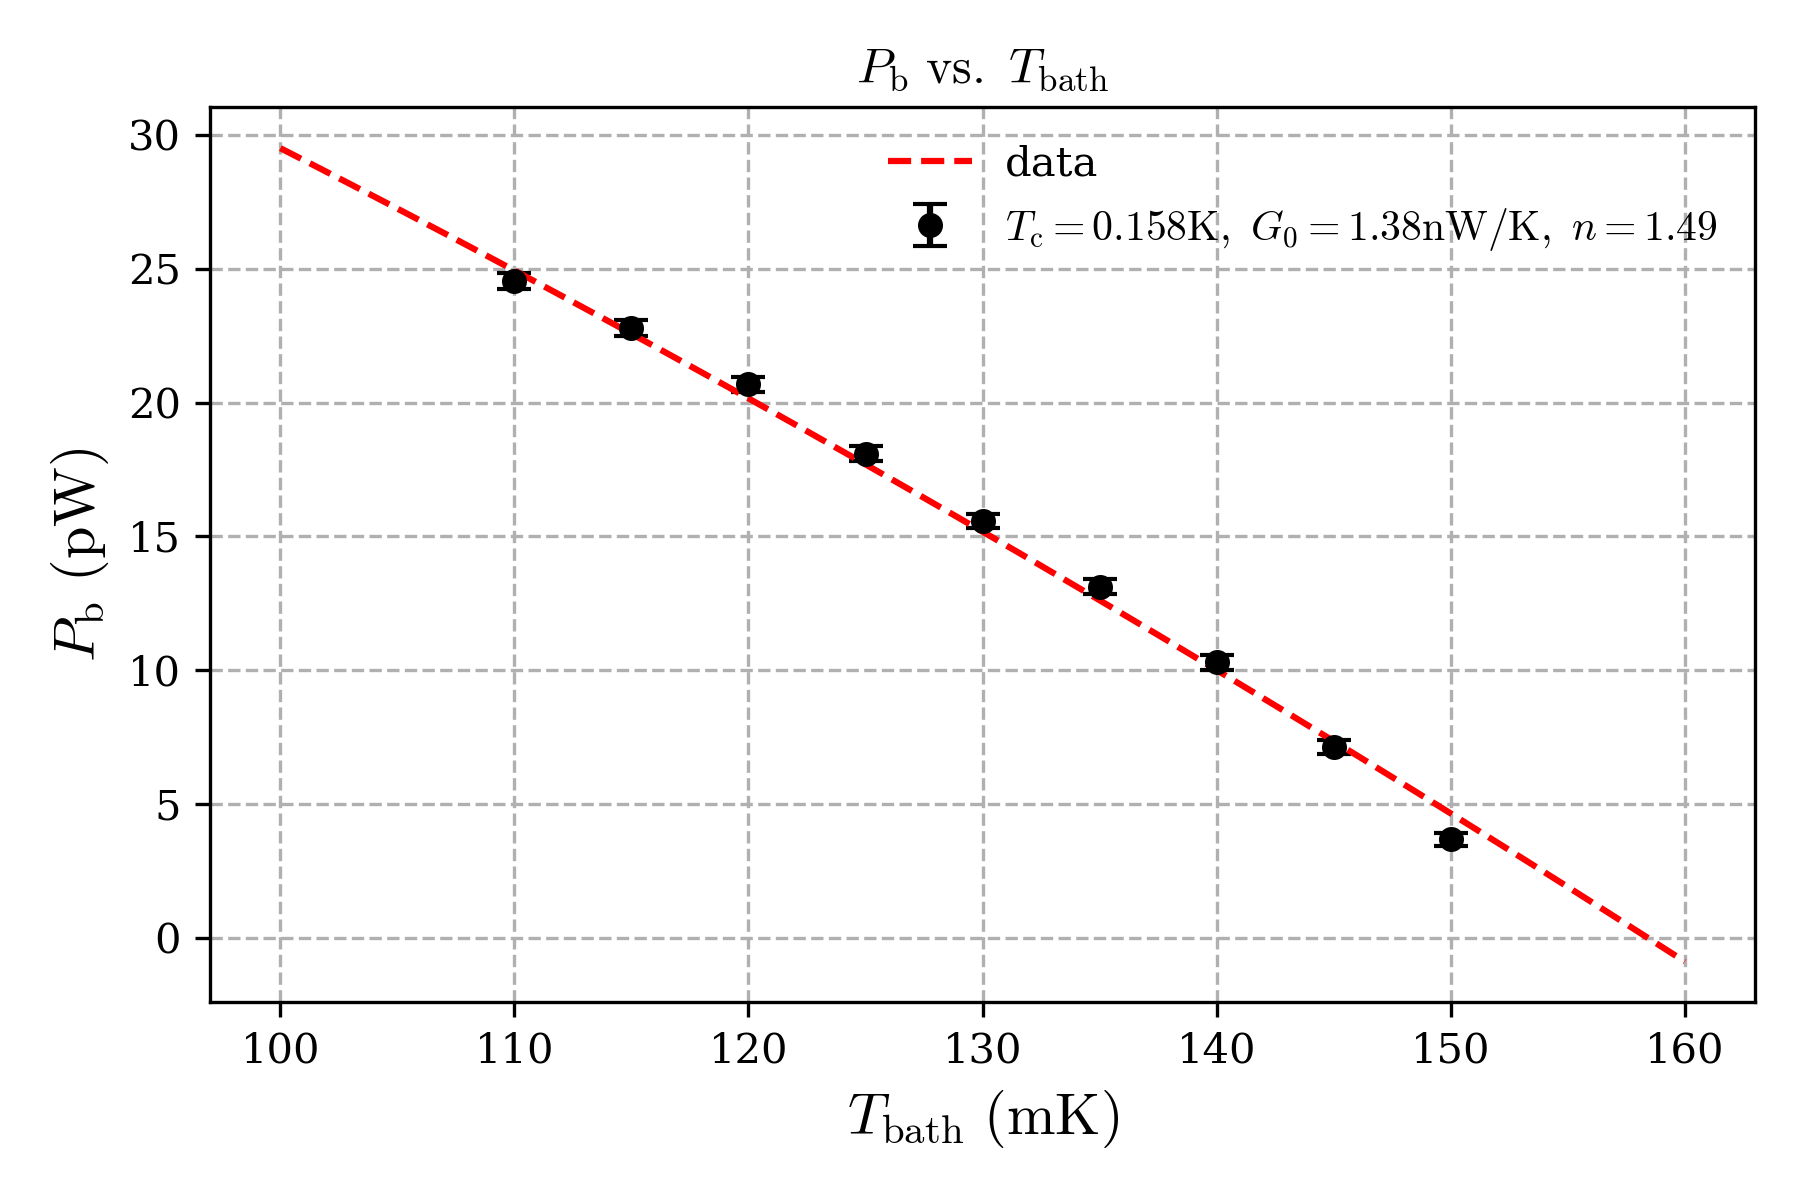 P_b vs. T_bath
data
T_c = 0.158K, G_0 = 1.38nW/K, n = 1.49
30
25
20
15
10
5
0
P_b (pW)
100 110 120 130 140 150 160
T_bath (mK)